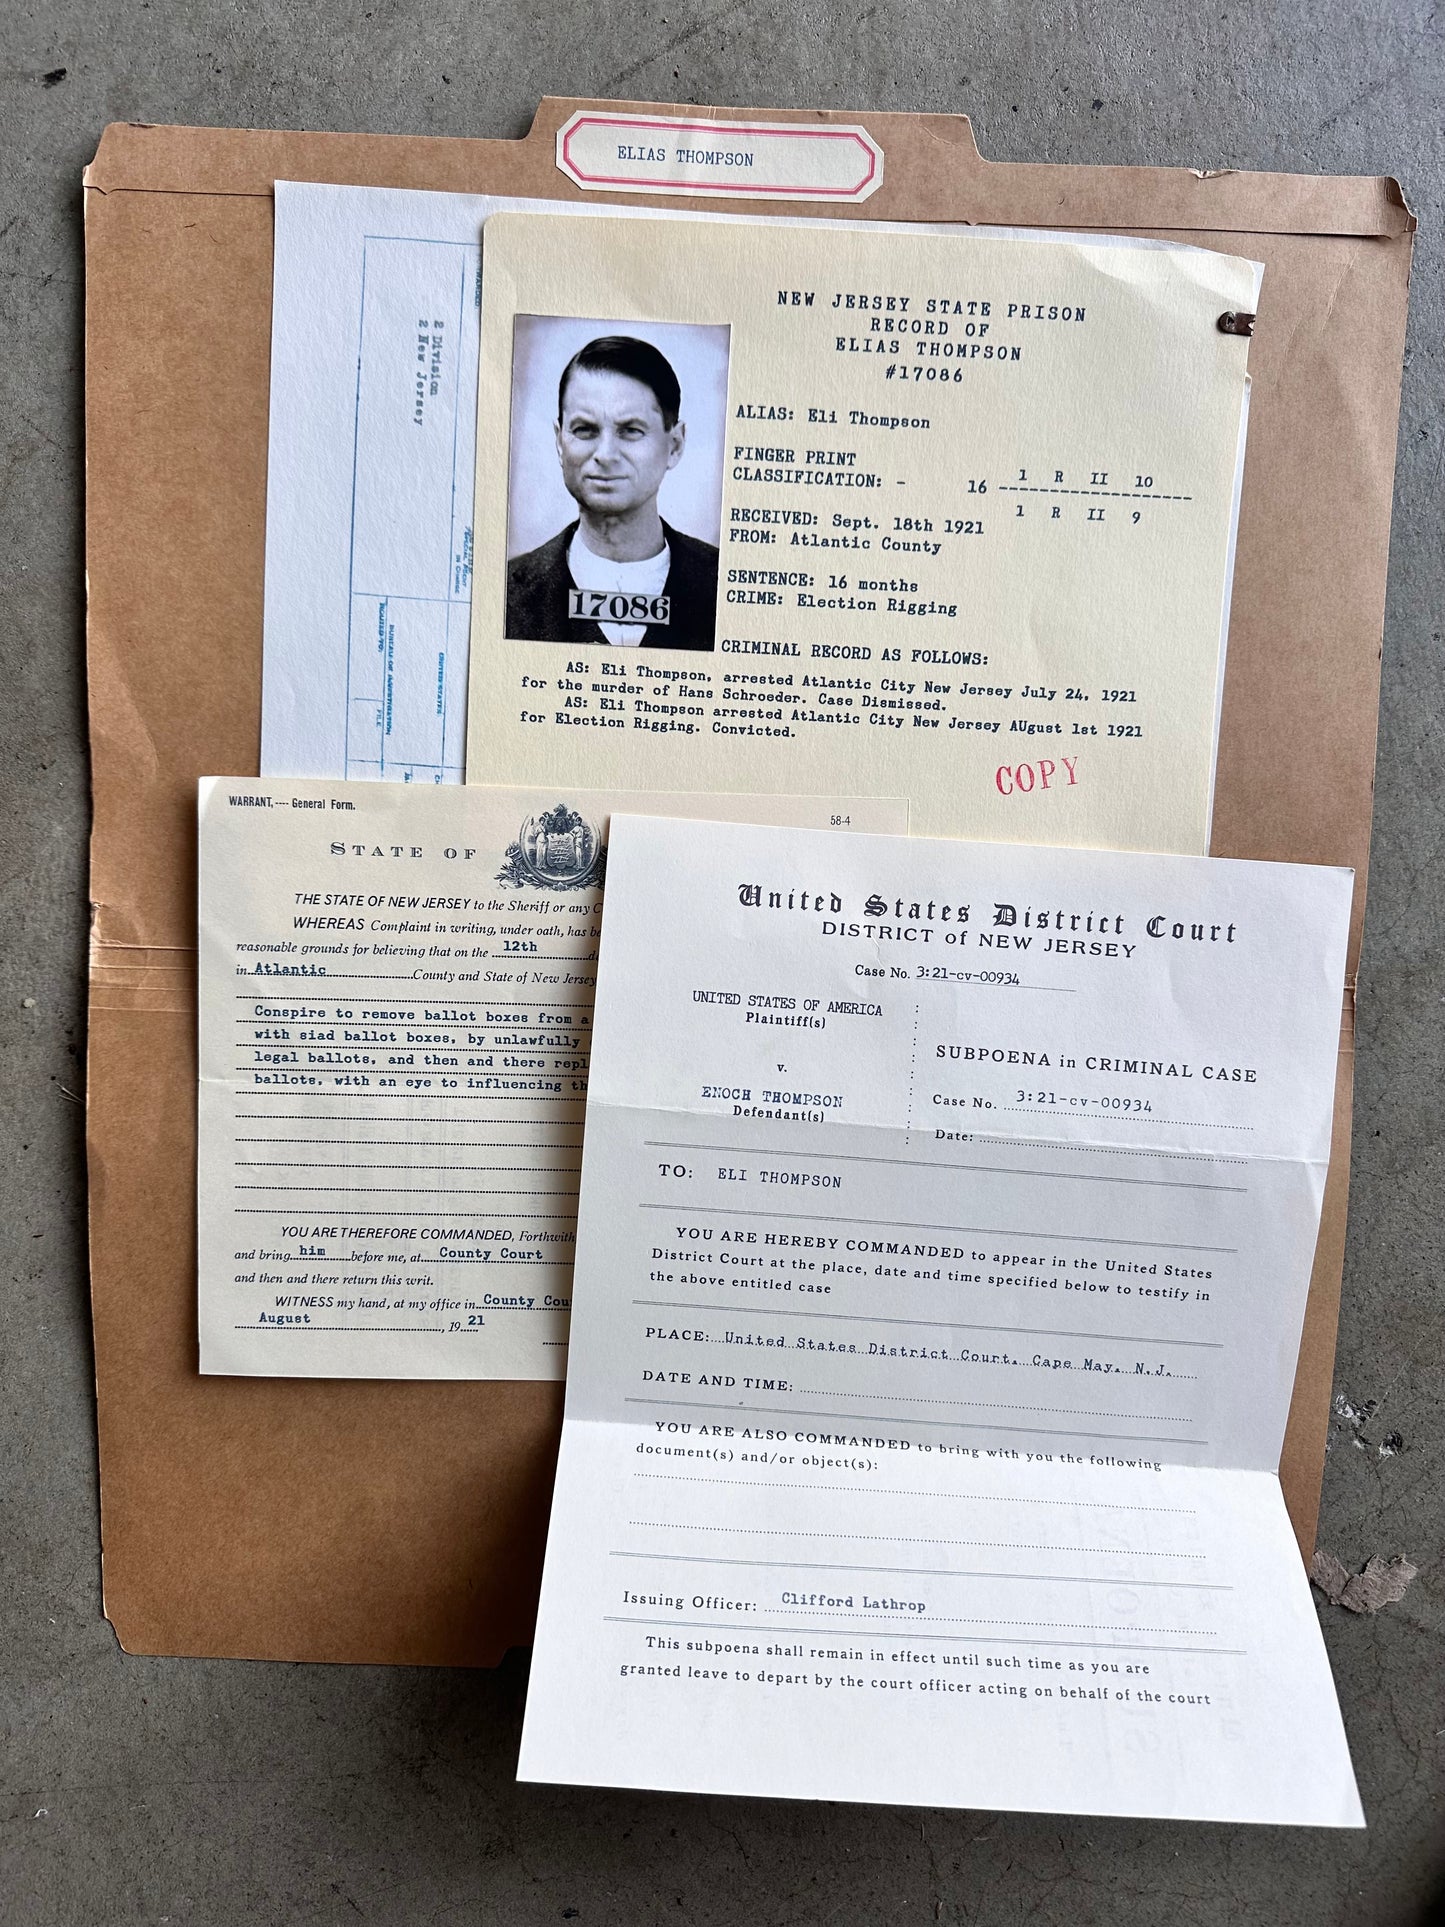 ELIAS THOMPSON
2 Division
2 New Jersey
SPECIAL AGENT
IN CHARGE
UNITED STATES
BUREAU OF INVESTIGATION
ROUTED TO:
FILE
NEW JERSEY STATE PRISON
RECORD OF
ELIAS THOMPSON
#17086
17086
ALIAS: Eli Thompson
FINGER PRINT
CLASSIFICATION: - 16
1 R II 10
1 R II 9
RECEIVED: Sept. 18th 1921
FROM: Atlantic County
SENTENCE: 16 months
CRIME: Election Rigging
CRIMINAL RECORD AS FOLLOWS:
AS: Eli Thompson, arrested Atlantic City New Jersey July 24, 1921
for the murder of Hans Schroeder. Case Dismissed.
AS: Eli Thompson arrested Atlantic City New Jersey AUgust 1st 1921
for Election Rigging. Convicted.
COPY
WARRANT,---- General Form.
58-4
STATE OF
THE STATE OF NEW JERSEY to the Sheriff or any C
WHEREAS Complaint in writing, under oath, has be
reasonable grounds for believing that on the 12th d
in Atlantic County and State of New Jersey
Conspire to remove ballot boxes from a
with siad ballot boxes, by unlawfully
legal ballots, and then and there repl
ballots, with an eye to influencing th
YOU ARE THEREFORE COMMANDED, Forthwith
and bring him before me, at County Court
and then and there return this writ.
WITNESS my hand, at my office in County Cou
August, 19 21
United States District Court
DISTRICT of NEW JERSEY
Case No. 3:21-cv-00934
UNITED STATES OF AMERICA
Plaintiff(s)
v.
ENOCH THOMPSON
Defendant(s)
SUBPOENA in CRIMINAL CASE
Case No. 3:21-cv-00934
Date:
TO: ELI THOMPSON
YOU ARE HEREBY COMMANDED to appear in the United States
District Court at the place, date and time specified below to testify in
the above entitled case
PLACE: United States District Court, Cape May, N.J.
DATE AND TIME:
YOU ARE ALSO COMMANDED to bring with you the following
document(s) and/or object(s):
Issuing Officer: Clifford Lathrop
This subpoena shall remain in effect until such time as you are
granted leave to depart by the court officer acting on behalf of the court